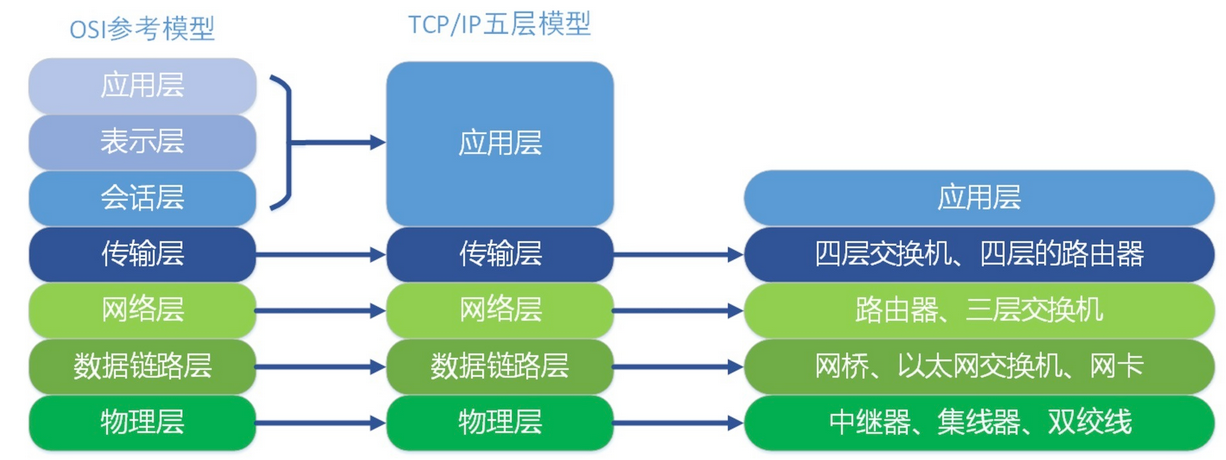 OSI参考模型
应用层
表示层
会话层
传输层
网络层
数据链路层
物理层
TCP/IP五层模型
应用层
传输层
网络层
数据链路层
物理层
应用层
四层交换机、四层的路由器
路由器、三层交换机
网桥、以太网交换机、网卡
中继器、集线器、双绞线